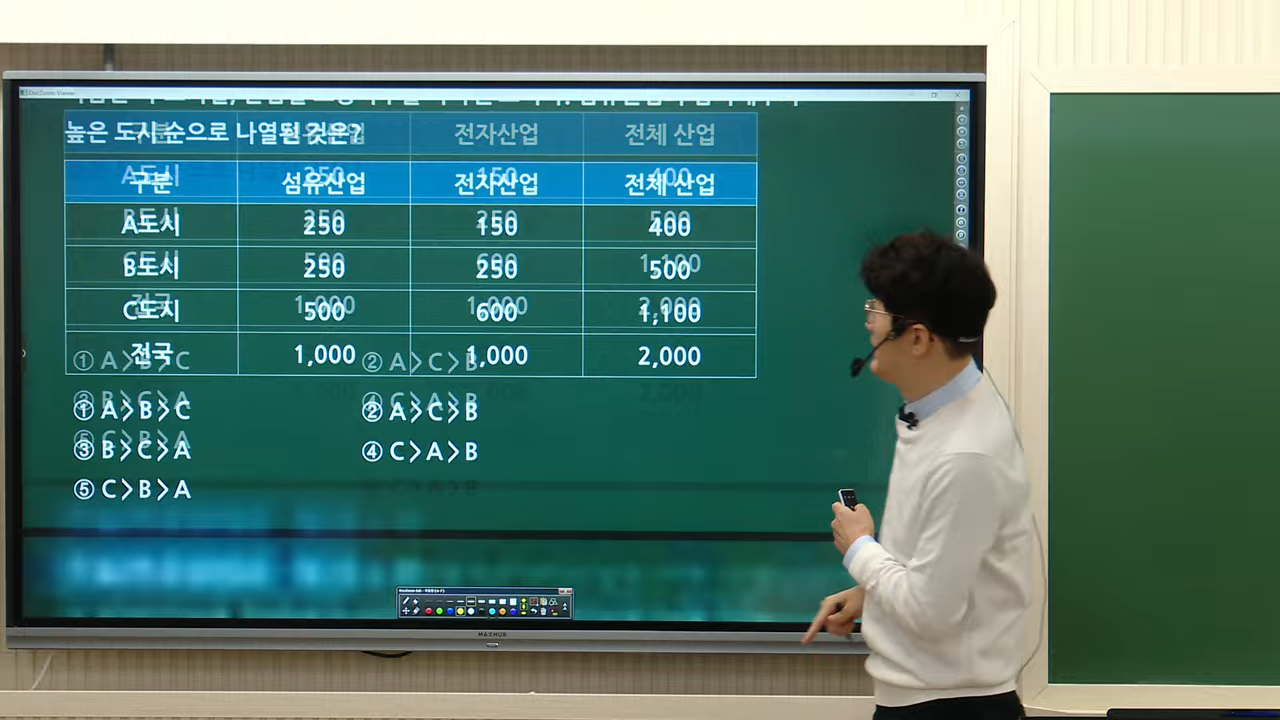 DocZoom Viewer
높은 도시 순으로 나열된 것은?
구분 섬유산업 전자산업 전체 산업
A도시 250 150 400
B도시 250 250 500
C도시 500 600 1,100
전국 1,000 1,000 2,000
① A>B>C ② A>C>B
③ B>C>A ④ C>A>B
⑤ C>B>A
MAXHUB